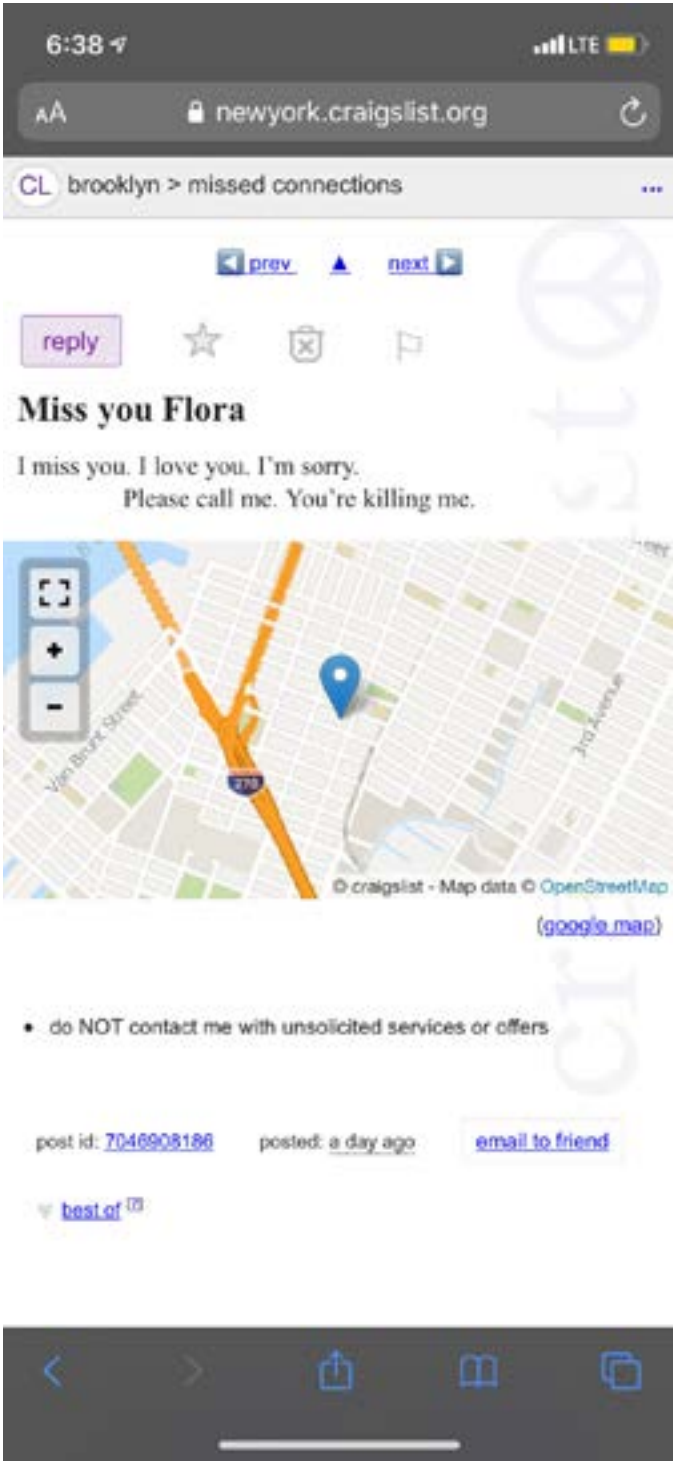 6:38
LTE
AA newyork.craigslist.org
CL brooklyn > missed connections ...
prev ▲ next
reply
Miss you Flora
I miss you. I love you. I'm sorry.
Please call me. You're killing me.
Van Brunt Street
3rd Avenue
278
© craigslist - Map data © OpenStreetMap
(google map)
• do NOT contact me with unsolicited services or offers
post id: 7046908186 posted: a day ago email to friend
best of [?]